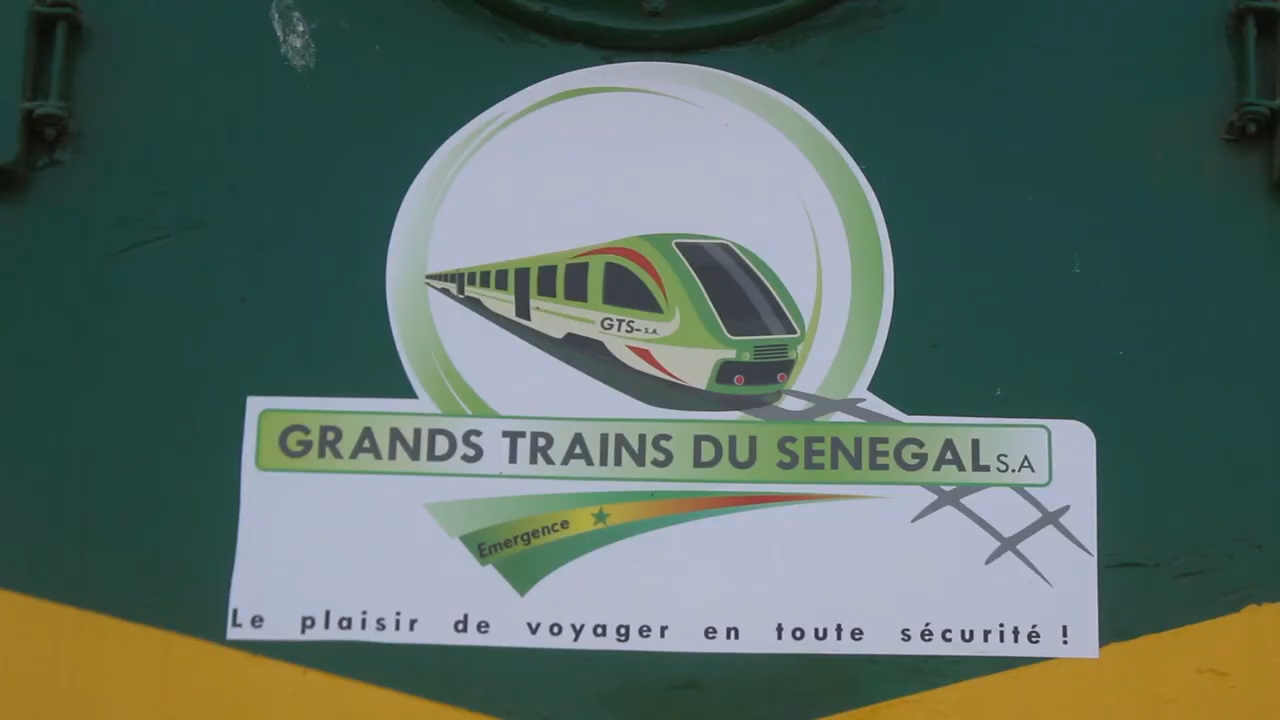 GTS-S.A.
GRANDS TRAINS DU SENEGAL S.A
Emergence
Le plaisir de voyager en toute sécurité !